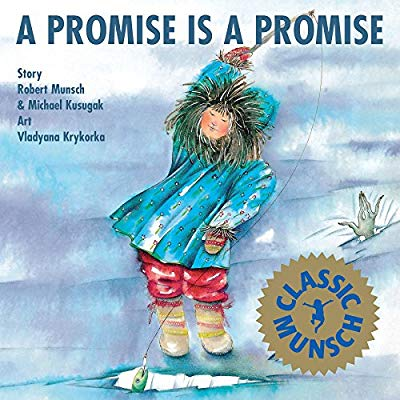 A PROMISE IS A PROMISE
Story
Robert Munsch
& Michael Kusugak
Art
Vladyana Krykorka
CLASSIC
MUNSCH